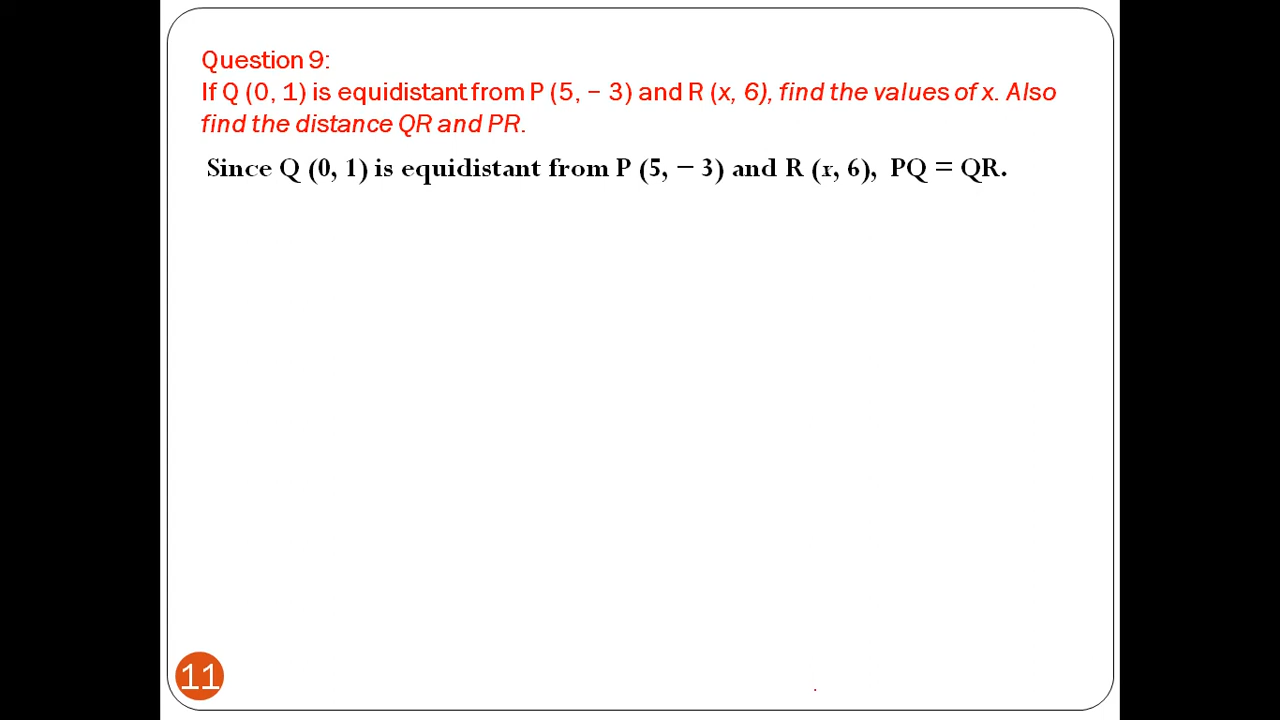 Question 9:
If Q (0, 1) is equidistant from P (5, − 3) and R (x, 6), find the values of x. Also
find the distance QR and PR.
Since Q (0, 1) is equidistant from P (5, − 3) and R (x, 6), PQ = QR.
11